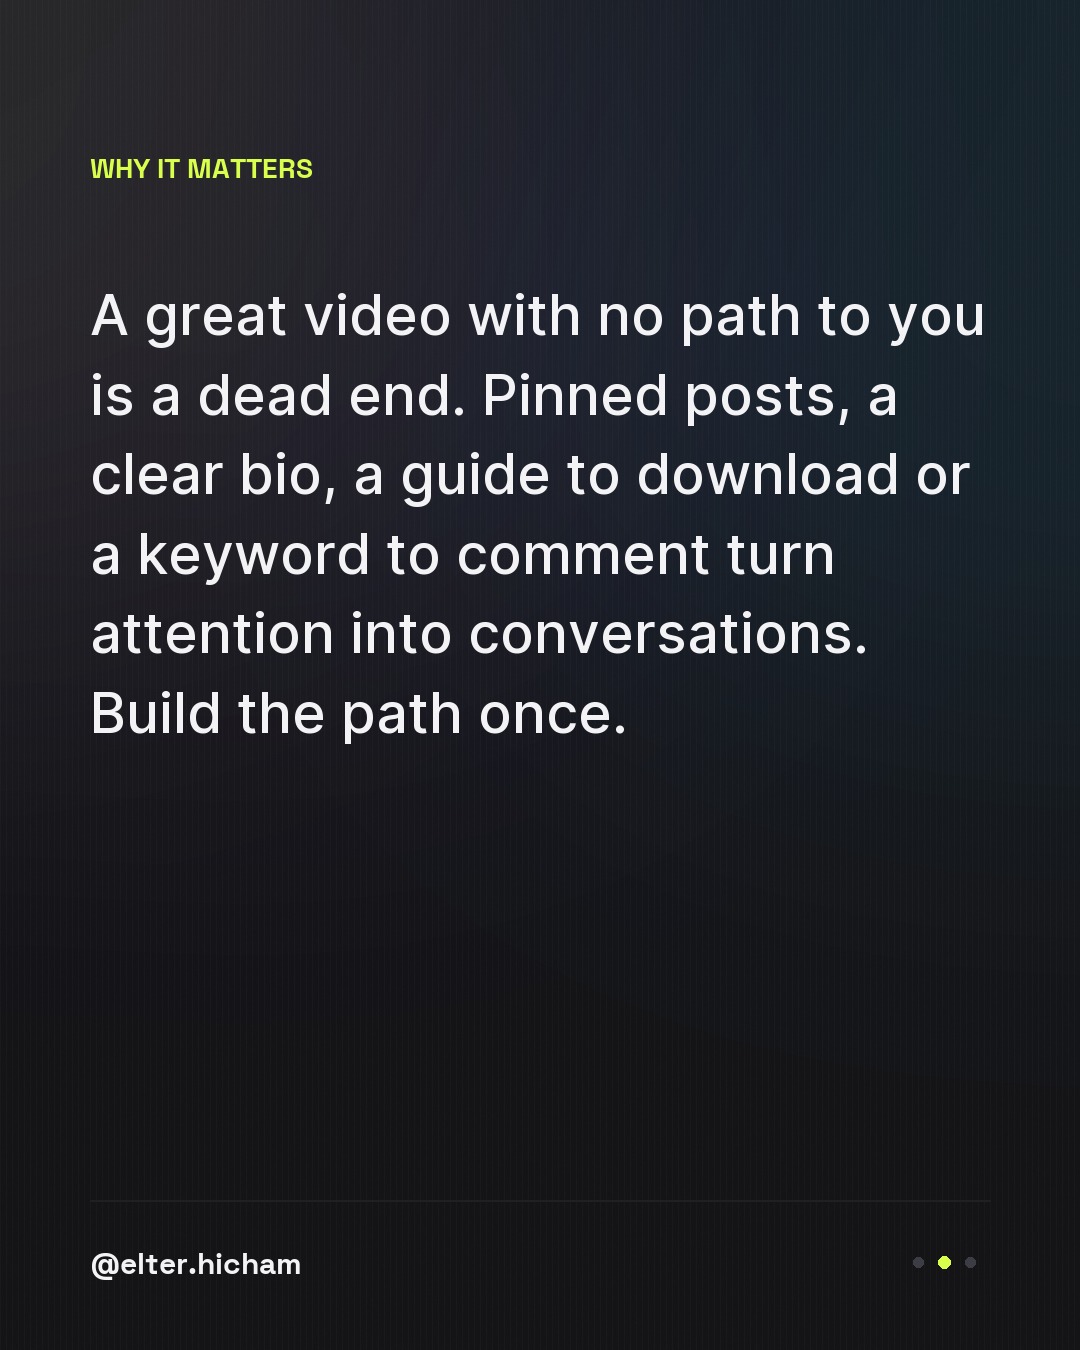 WHY IT MATTERS
A great video with no path to you
is a dead end. Pinned posts, a
clear bio, a guide to download or
a keyword to comment turn
attention into conversations.
Build the path once.
@elter.hicham